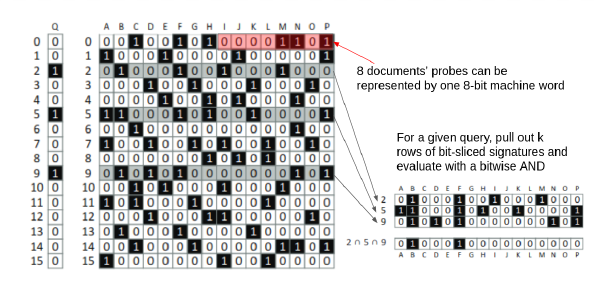 Q A B C D E F G H I J K L M N O P
0 0 0 0 0 1 0 0 1 0 1 0 0 0 0 1 1 0 1
1 0 1 1 0 0 0 1 0 0 0 0 1 0 0 0 0 0 1
2 1 2 0 1 0 0 0 1 0 0 1 0 0 0 1 0 0 0
3 0 3 0 0 0 1 0 0 1 0 0 0 1 0 0 0 1 0
4 0 4 0 0 0 0 1 0 0 1 0 1 0 0 0 1 0 0
5 1 5 1 1 0 0 0 1 0 1 0 0 1 0 0 0 0 1
6 0 6 0 0 1 0 0 0 0 0 0 0 0 0 0 1 0 0
7 0 7 1 0 0 1 0 0 1 0 1 0 0 1 0 0 1 0
8 0 8 0 0 0 0 0 0 0 1 0 1 0 1 0 0 0 0
9 1 9 0 1 0 1 0 1 0 0 0 0 0 0 0 1 0 1
10 0 10 0 0 1 0 1 0 0 0 1 0 0 0 1 0 0 0
11 0 11 1 0 1 0 0 0 1 0 0 0 0 1 0 0 0 0
12 0 12 0 0 0 1 0 0 0 1 1 0 0 0 0 0 1 0
13 0 13 0 1 0 0 0 1 0 0 0 0 1 0 0 0 0 0
14 0 14 0 0 1 0 1 0 1 0 0 0 0 0 1 1 0 1
15 0 15 1 0 0 0 0 0 0 0 1 0 0 1 0 0 0 0
8 documents' probes can be
represented by one 8-bit machine word
For a given query, pull out k
rows of bit-sliced signatures and
evaluate with a bitwise AND
A B C D E F G H I J K L M N O P
2 0 1 0 0 0 1 0 0 1 0 0 0 1 0 0 0
5 1 1 0 0 0 1 0 1 0 0 1 0 0 0 0 1
9 0 1 0 1 0 1 0 0 0 0 0 0 0 1 0 1
2 ∩ 5 ∩ 9 0 1 0 0 0 1 0 0 0 0 0 0 0 0 0 0
A B C D E F G H I J K L M N O P